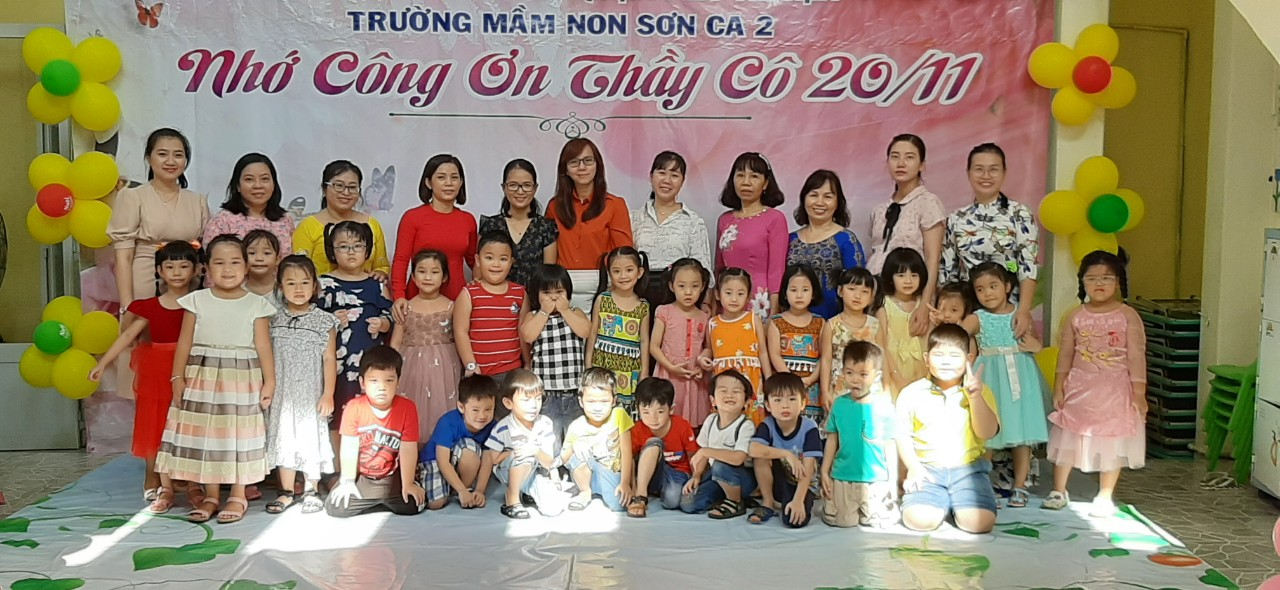 TRƯỜNG MẦM NON SƠN CA 2
Nhớ Công Ơn Thầy Cô 20/11